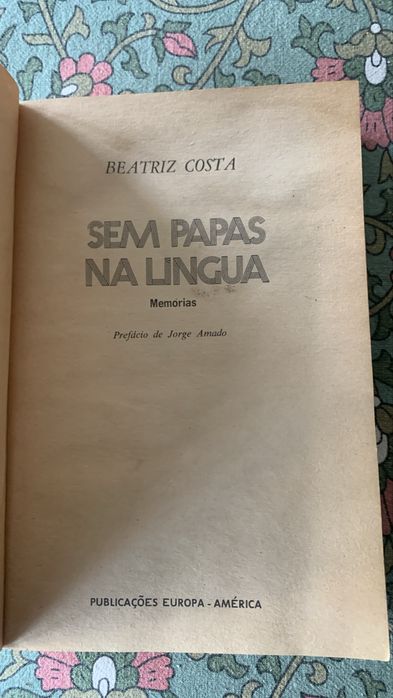 BEATRIZ COSTA
SEM PAPAS
NA LINGUA
Memórias
Prefácio de Jorge Amado
PUBLICAÇÕES EUROPA-AMÉRICA